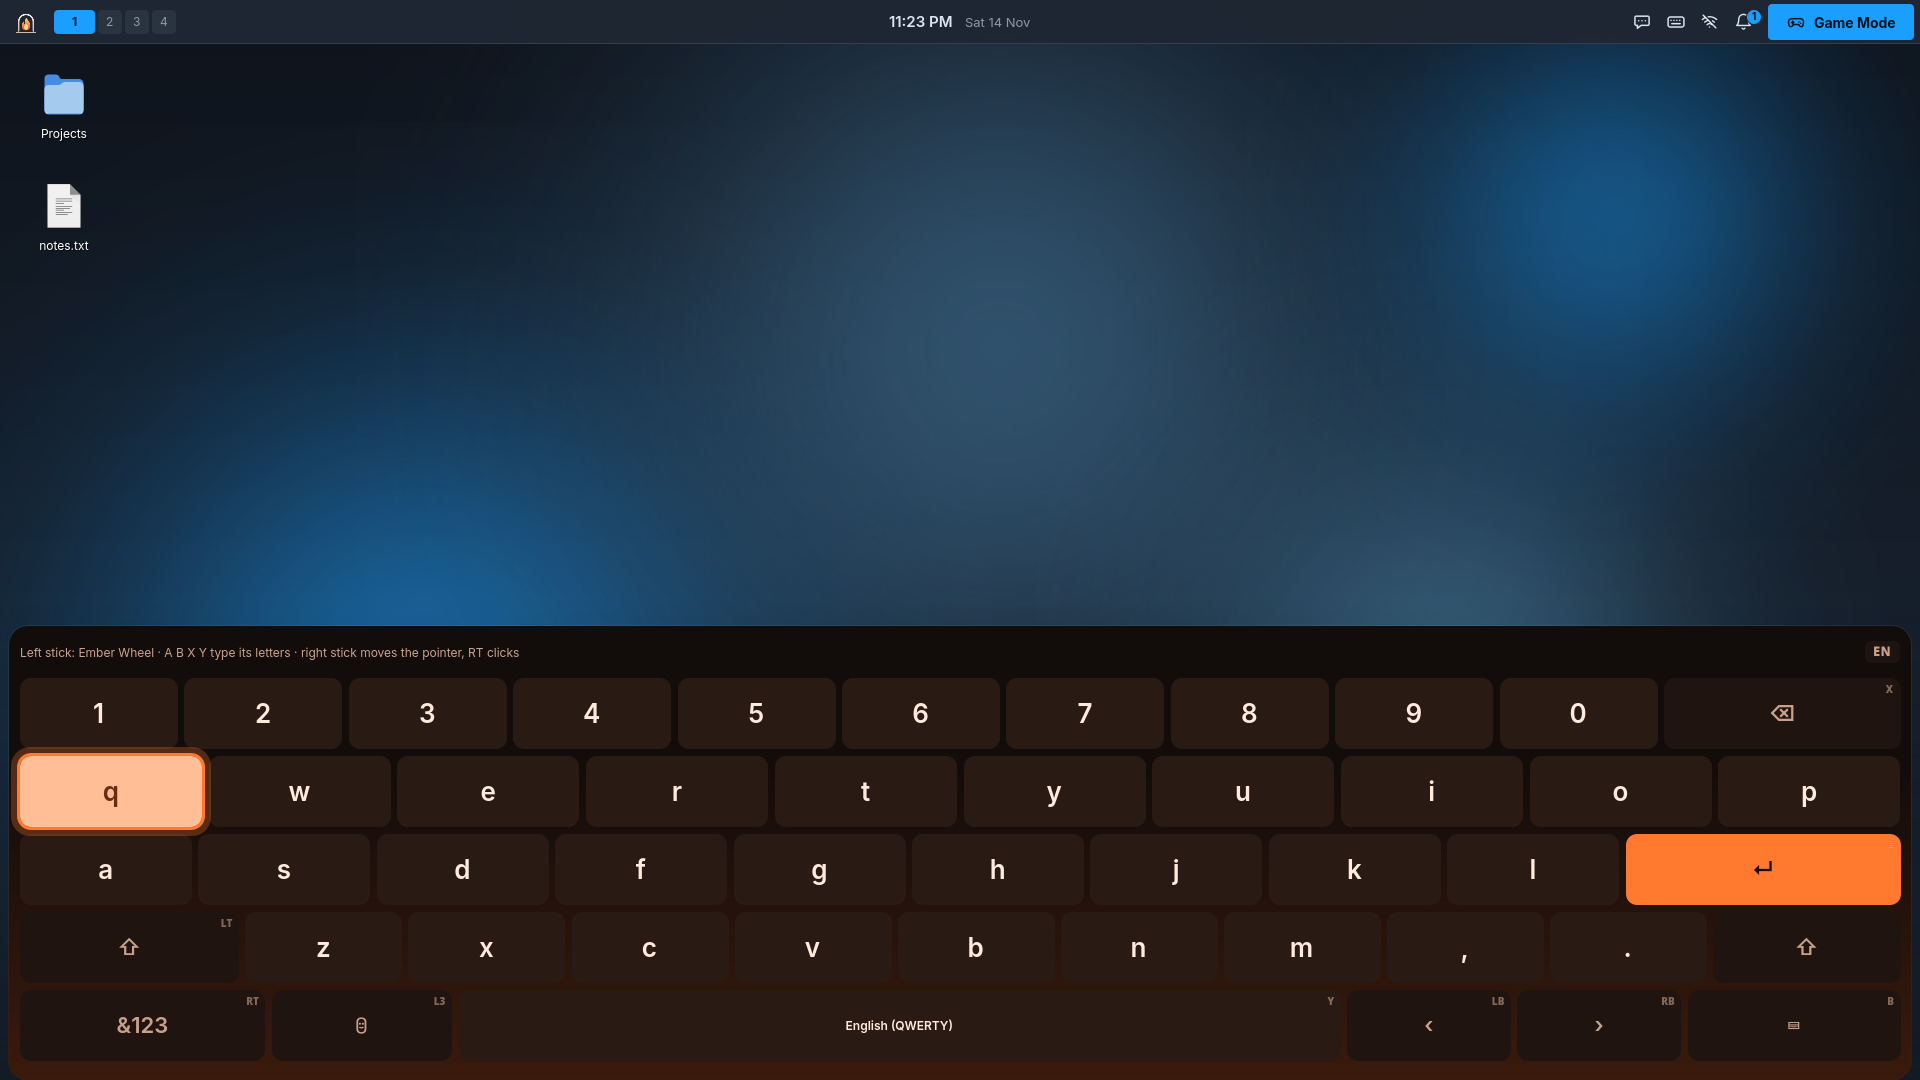 1 2 3 4
11:23 PM Sat 14 Nov
1
Game Mode
Projects
notes.txt
Left stick: Ember Wheel · A B X Y type its letters · right stick moves the pointer, RT clicks
EN
1 2 3 4 5 6 7 8 9 0 X
q w e r t y u i o p
a s d f g h j k l
LT z x c v b n m , .
&123 RT L3 English (QWERTY) Y ‹ LB › RB B